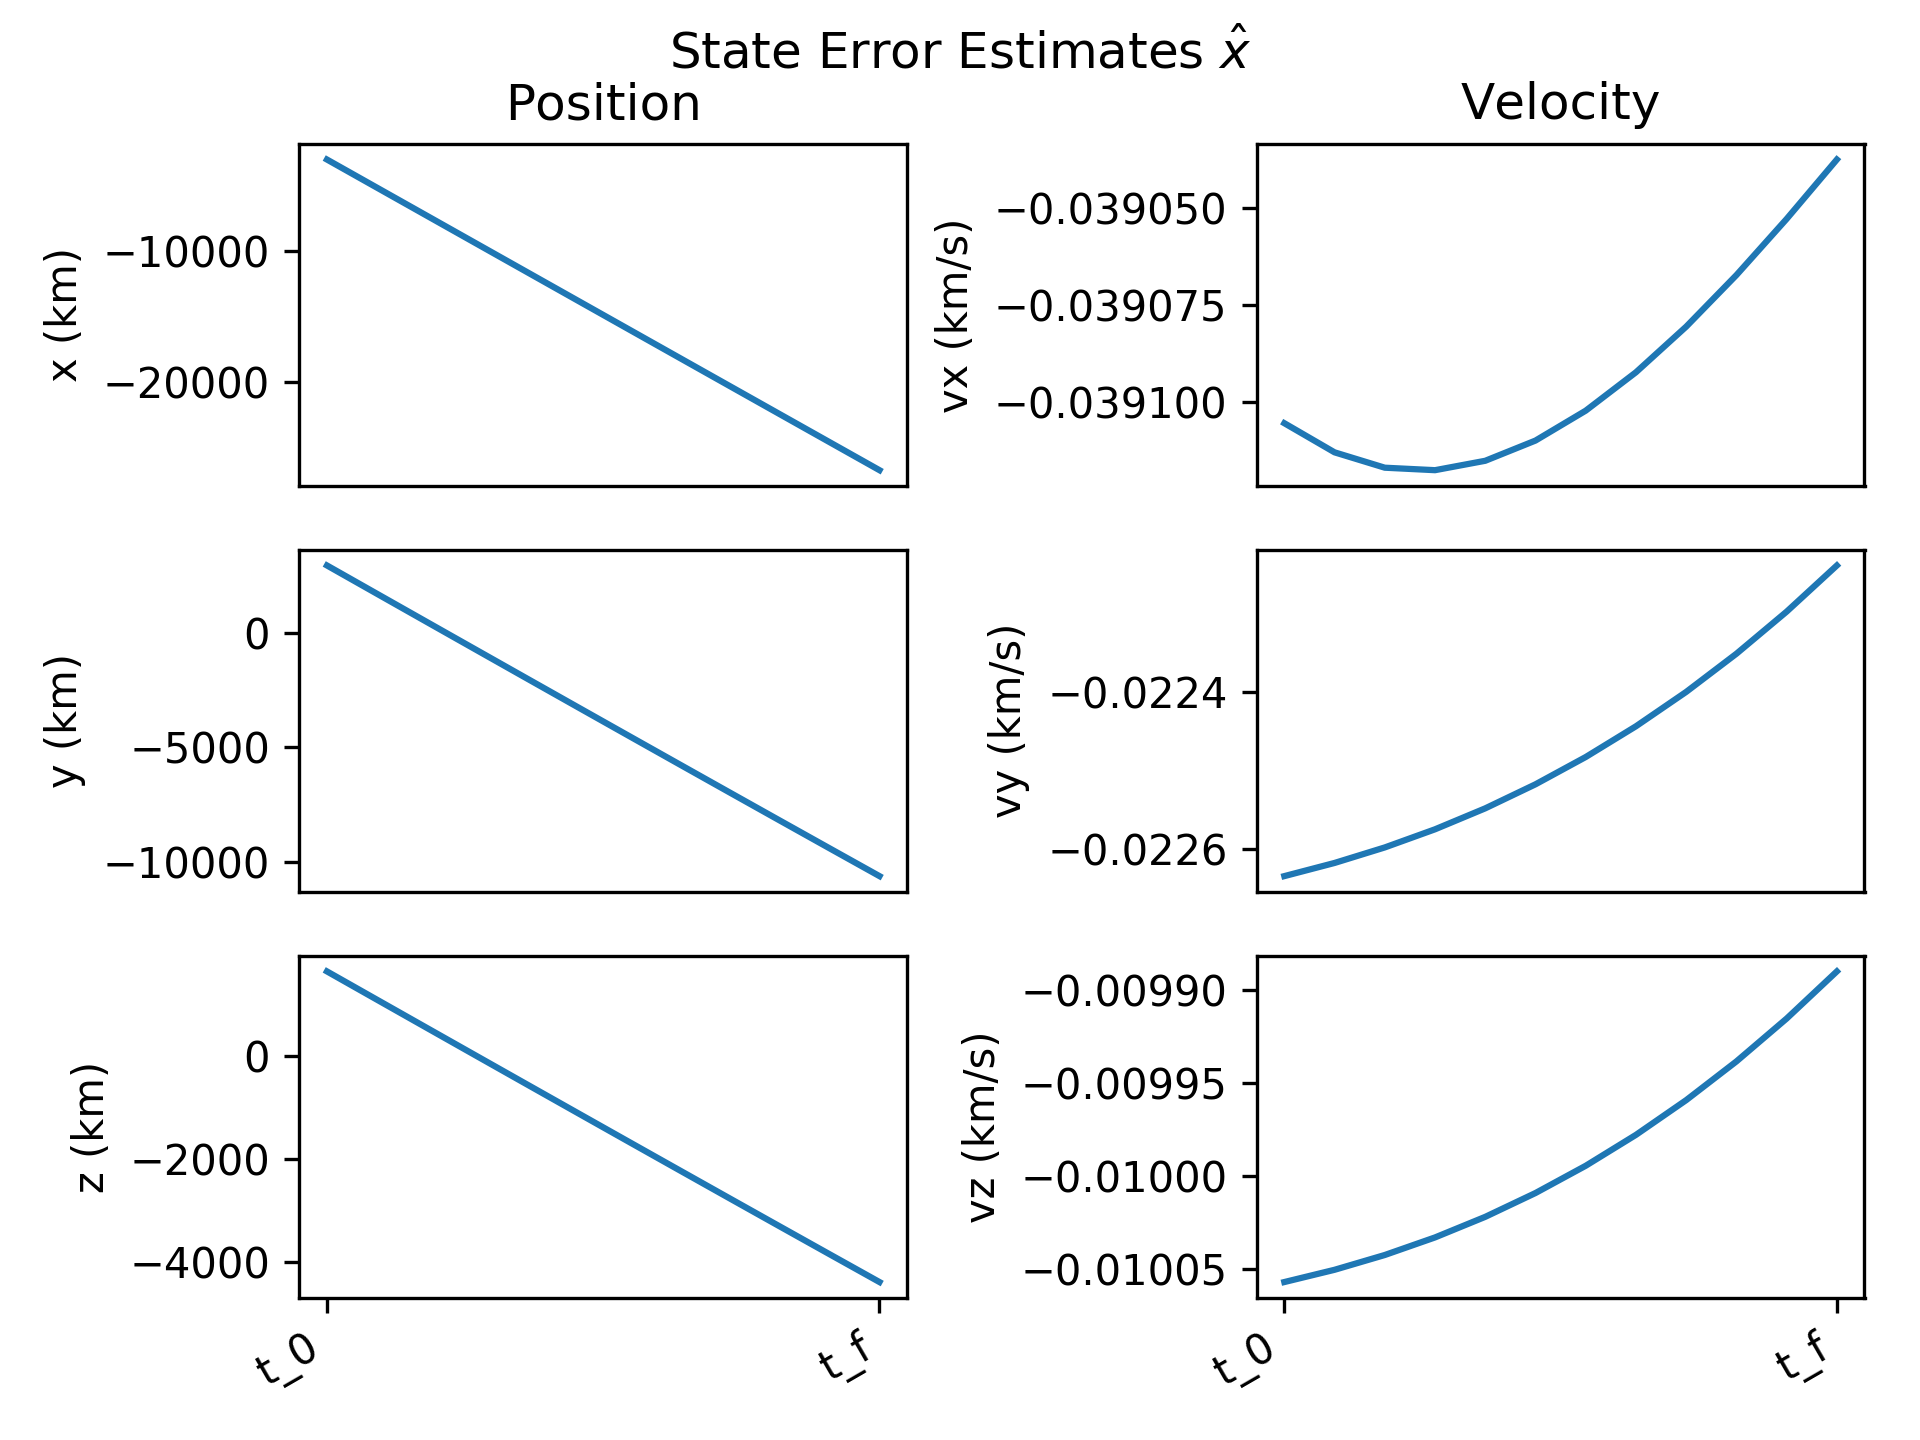 State Error Estimates x̂
Position
Velocity
x (km)
−10000
−20000
vx (km/s)
−0.039050
−0.039075
−0.039100
y (km)
0
−5000
−10000
vy (km/s)
−0.0224
−0.0226
z (km)
0
−2000
−4000
vz (km/s)
−0.00990
−0.00995
−0.01000
−0.01005
t_0
t_f
t_0
t_f